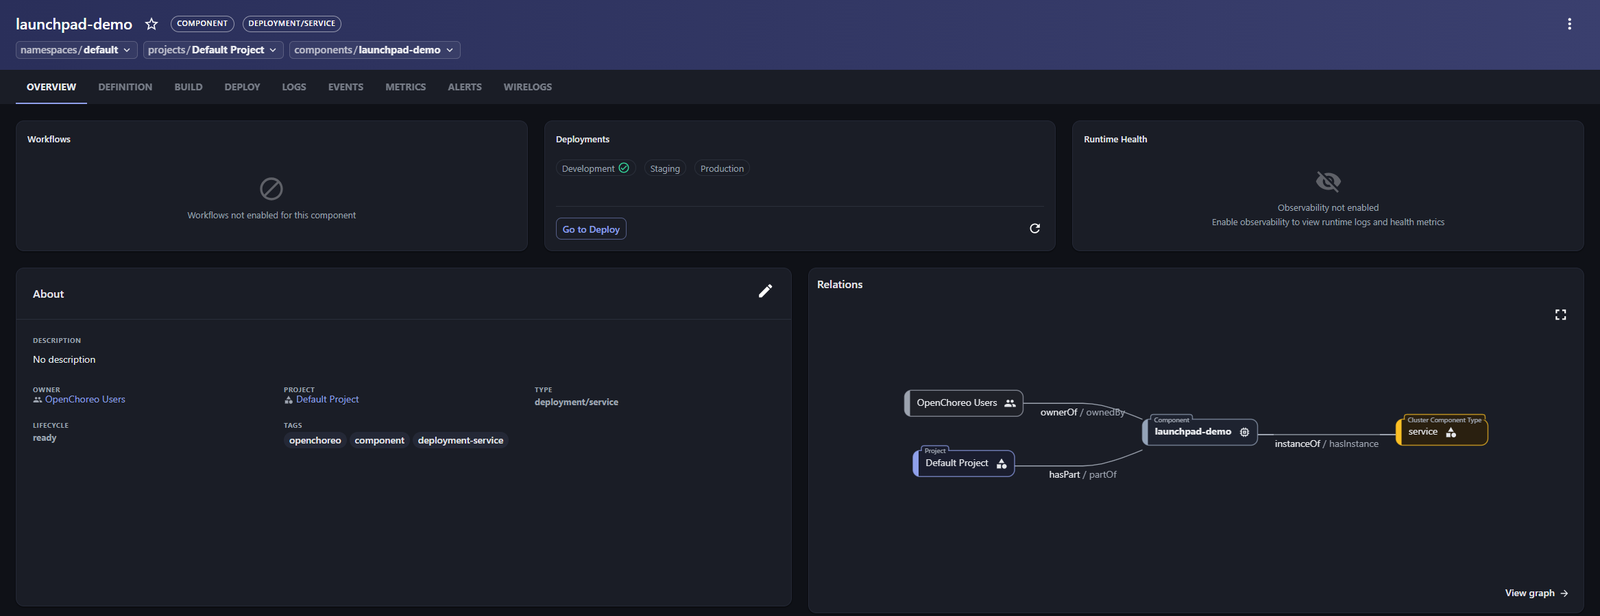 launchpad-demo COMPONENT DEPLOYMENT/SERVICE
namespaces/default projects/Default Project components/launchpad-demo
OVERVIEW DEFINITION BUILD DEPLOY LOGS EVENTS METRICS ALERTS WIRELOGS
Workflows
Workflows not enabled for this component
Deployments
Development Staging Production
Go to Deploy
Runtime Health
Observability not enabled
Enable observability to view runtime logs and health metrics
About
DESCRIPTION
No description
OWNER
OpenChoreo Users
PROJECT
Default Project
TYPE
deployment/service
LIFECYCLE
ready
TAGS
openchoreo component deployment-service
Relations
OpenChoreo Users
ownerOf / ownedBy
Project
Default Project
hasPart / partOf
Component
launchpad-demo
instanceOf / hasInstance
Cluster Component Type
service
View graph →